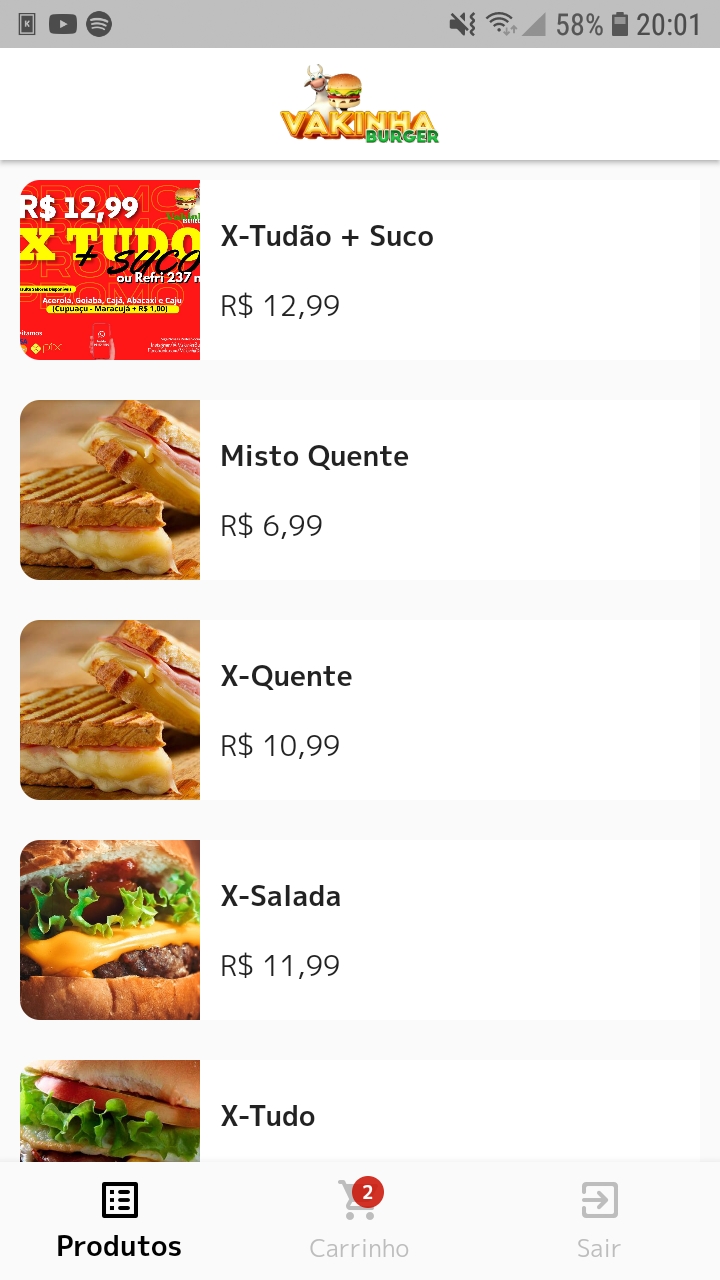 58% 20:01
VAKINHA
BURGER
R$ 12,99
X TUDO
+ SUCO
ou Refri 237 m
Acerola, Goiaba, Cajá, Abacaxi e Caju
(Cupuaçu - Maracujá + R$ 1,00)
pix
X-Tudão + Suco
R$ 12,99
Misto Quente
R$ 6,99
X-Quente
R$ 10,99
X-Salada
R$ 11,99
X-Tudo
2
Produtos
Carrinho
Sair